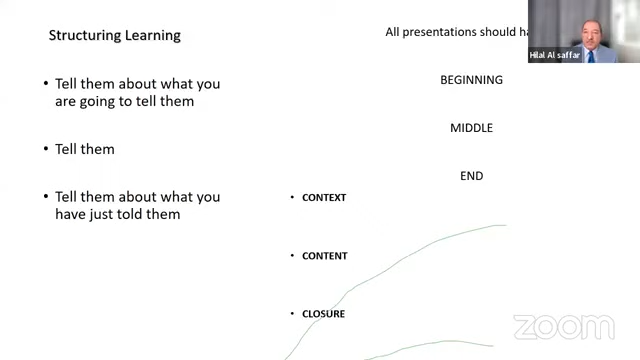 Structuring Learning
• Tell them about what you
are going to tell them
• Tell them
• Tell them about what you
have just told them
All presentations should ha
BEGINNING
MIDDLE
END
• CONTEXT
• CONTENT
• CLOSURE
Hilal Al saffar
zoom